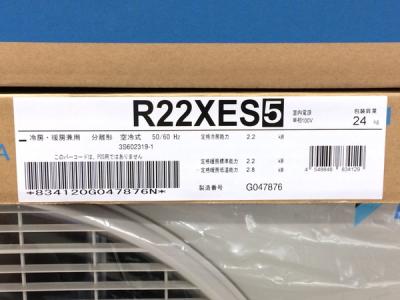 R22XES5
室内電源
単相100V
包装質量
24 kg
冷房・暖房兼用 分離形 空冷式 50/60 Hz
3S602319-1
このバーコードは、POS用ではありません。
*834120G047876N*
定格冷房能力 2.2 kW
定格暖房標準能力 2.2 kW
定格暖房低温能力 2.8 kW
製造番号 G047876